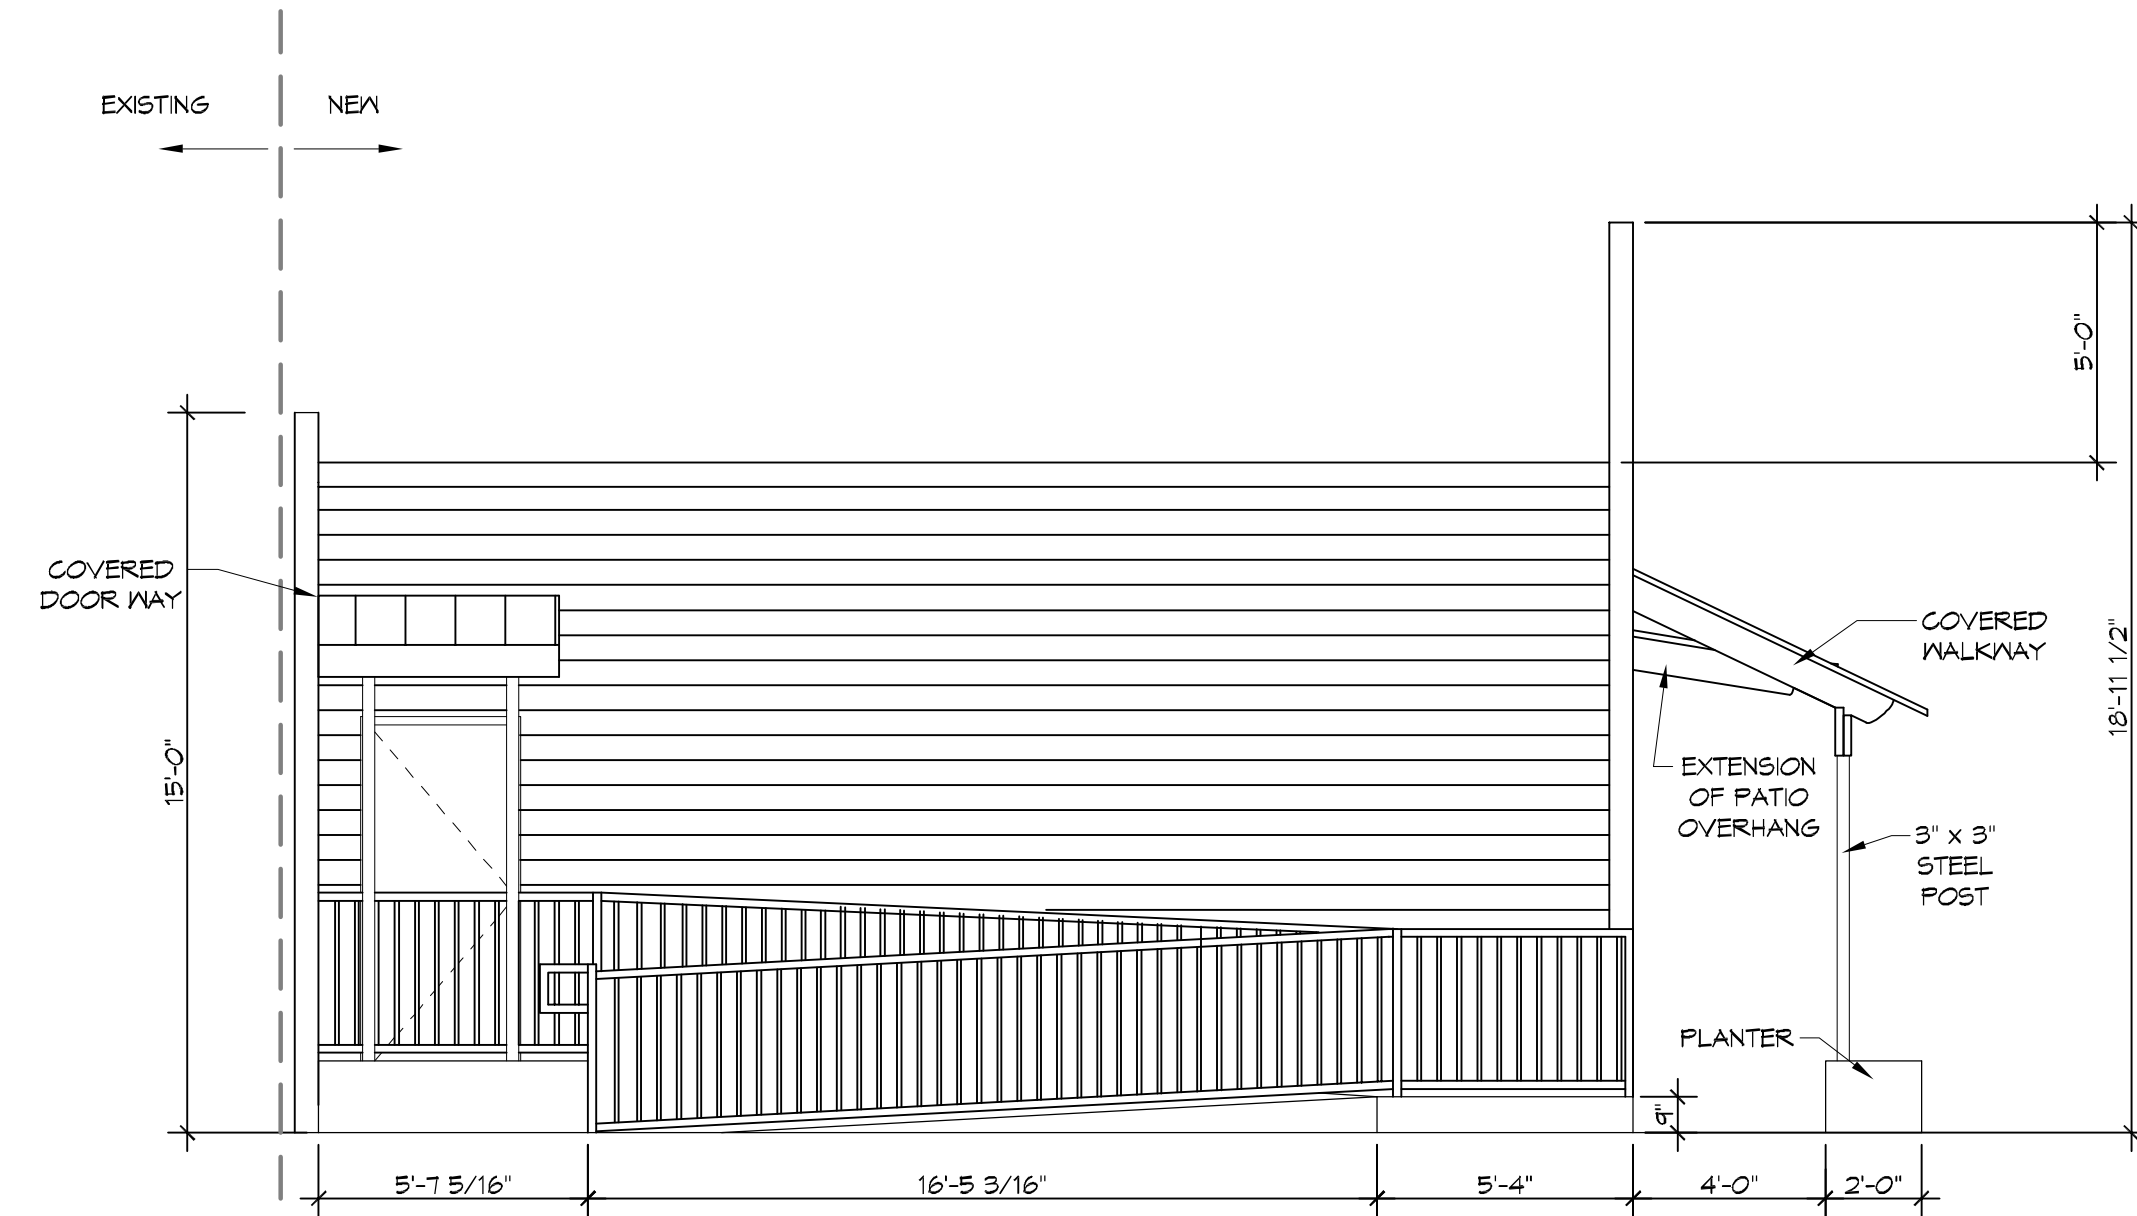 EXISTING
NEW
5'-0"
COVERED
DOOR WAY
COVERED
WALKWAY
18'-11 1/2"
15'-0"
EXTENSION
OF PATIO
OVERHANG
3" x 3"
STEEL
POST
PLANTER
9"
5'-7 5/16"
16'-5 3/16"
5'-4"
4'-0"
2'-0"